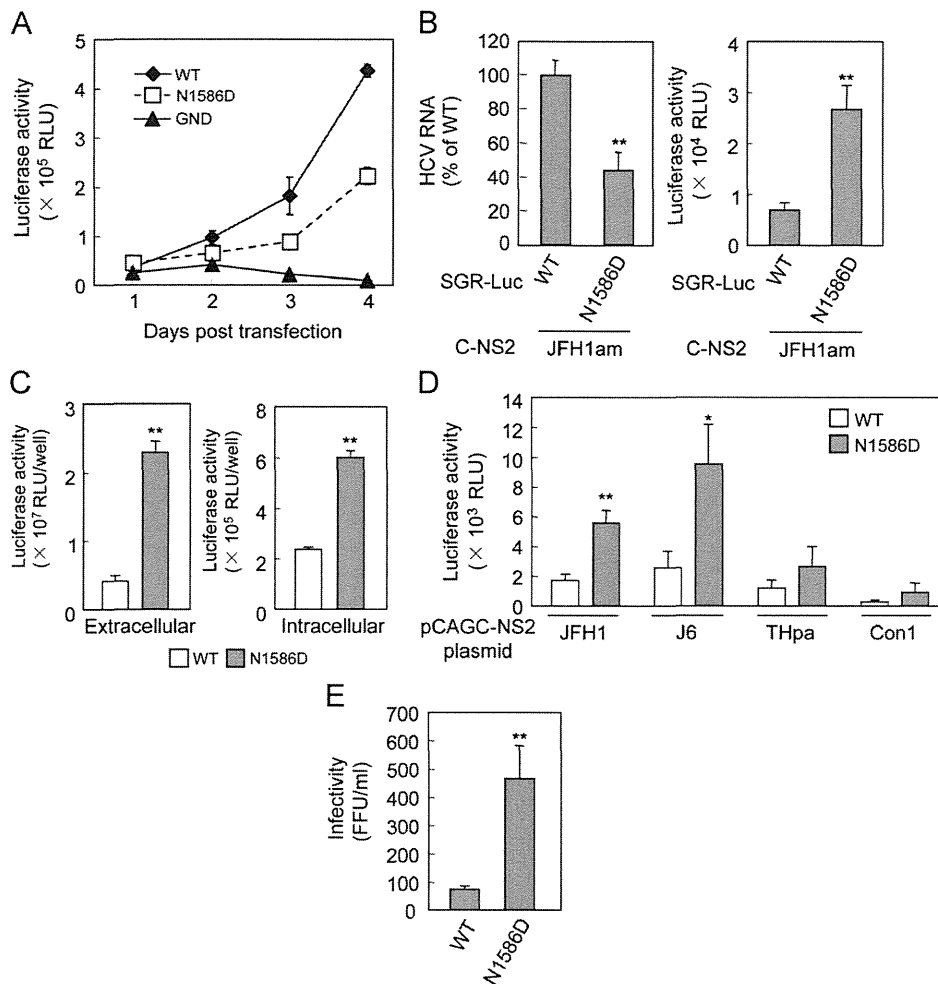 A
Luciferase activity
(× 10⁵ RLU)
5
4
3
2
1
0
WT
N1586D
GND
1 2 3 4
Days post transfection
B
HCV RNA
(% of WT)
120
100
80
60
40
20
0
**
SGR-Luc WT N1586D
C-NS2 JFH1am
Luciferase activity
(× 10⁴ RLU)
4
3
2
1
0
**
SGR-Luc WT N1586D
C-NS2 JFH1am
C
Luciferase activity
(× 10⁷ RLU/well)
3
2
1
0
**
Extracellular
Luciferase activity
(× 10⁵ RLU/well)
8
6
4
2
0
**
Intracellular
WT N1586D
D
Luciferase activity
(× 10³ RLU)
14
12
10
8
6
4
2
0
WT
N1586D
**
*
pCAGC-NS2
plasmid
JFH1 J6 THpa Con1
E
Infectivity
(FFU/ml)
700
600
500
400
300
200
100
0
**
WT N1586D